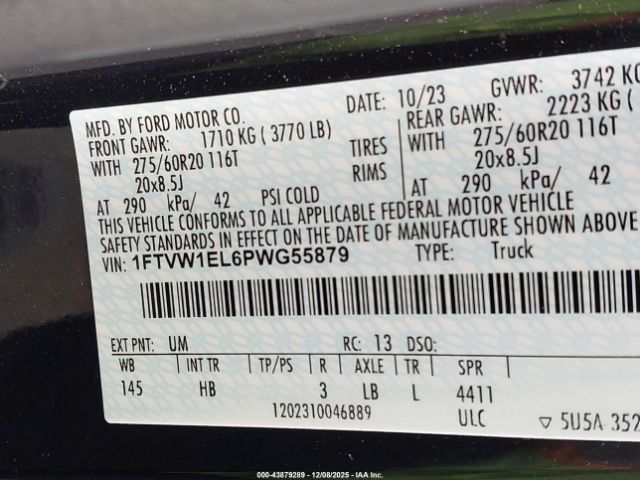 MFD. BY FORD MOTOR CO.
DATE: 10/23 GVWR: 3742 KG
FRONT GAWR: 1710 KG ( 3770 LB) REAR GAWR: 2223 KG (
WITH 275/60R20 116T TIRES WITH 275/60R20 116T
20x8.5J RIMS 20x8.5J
AT 290 kPa/ 42 PSI COLD AT 290 kPa/ 42
THIS VEHICLE CONFORMS TO ALL APPLICABLE FEDERAL MOTOR VEHICLE
SAFETY STANDARDS IN EFFECT ON THE DATE OF MANUFACTURE SHOWN ABOVE
VIN: 1FTVW1EL6PWG55879 TYPE: Truck
EXT PNT: UM RC: 13 DSO:
WB INT TR TP/PS R AXLE TR SPR
145 HB 3 LB L 4411
1202310046889 ULC ▽ 5U5A 352
000-43879289 | 12/08/2025 - IAA Inc.